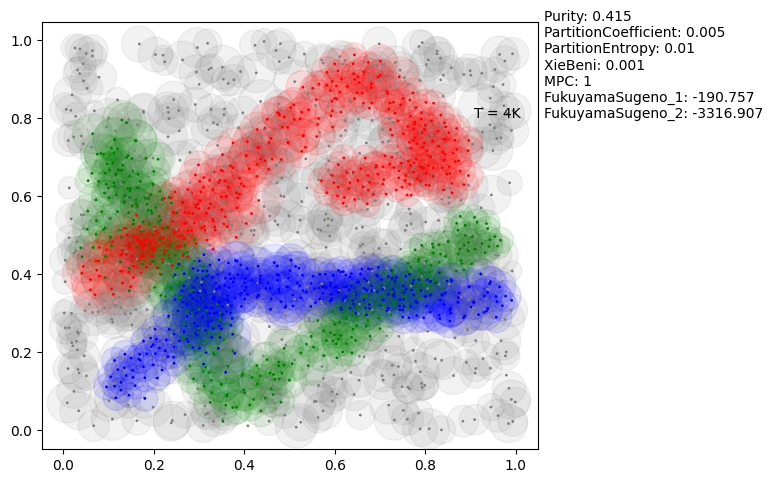 Purity: 0.415
PartitionCoefficient: 0.005
PartitionEntropy: 0.01
XieBeni: 0.001
MPC: 1
FukuyamaSugeno_1: -190.757
FukuyamaSugeno_2: -3316.907
T = 4K
1.0
0.8
0.6
0.4
0.2
0.0
0.0 0.2 0.4 0.6 0.8 1.0